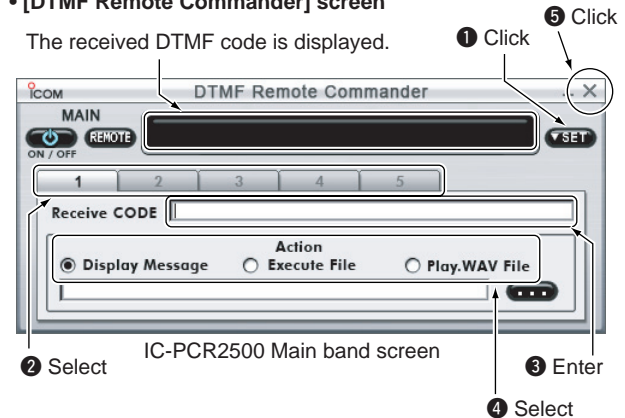 • [DTMF Remote Commander] screen
❺ Click
The received DTMF code is displayed.
❶ Click
ICOM DTMF Remote Commander
MAIN
REMOTE
▼SET
ON / OFF
1 2 3 4 5
Receive CODE
Action
Display Message Execute File Play.WAV File
❷ Select
IC-PCR2500 Main band screen
❸ Enter
❹ Select